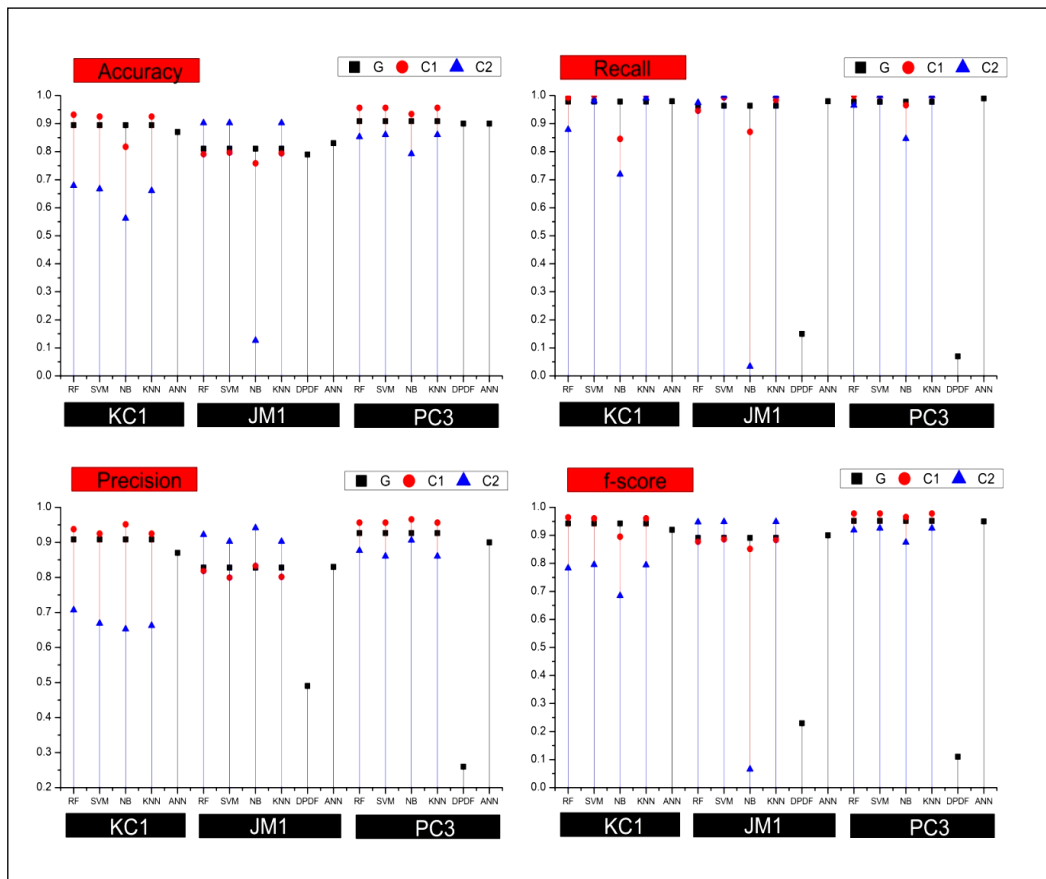 Accuracy
G C1 C2
1.0
0.9
0.8
0.7
0.6
0.5
0.4
0.3
0.2
0.1
0.0
RF SVM NB KNN ANN RF SVM NB KNN DPDF ANN RF SVM NB KNN DPDF ANN
KC1 JM1 PC3
Recall
G C1 C2
1.0
0.9
0.8
0.7
0.6
0.5
0.4
0.3
0.2
0.1
0.0
RF SVM NB KNN ANN RF SVM NB KNN DPDF ANN RF SVM NB KNN DPDF ANN
KC1 JM1 PC3
Precision
G C1 C2
1.0
0.9
0.8
0.7
0.6
0.5
0.4
0.3
0.2
RF SVM NB KNN ANN RF SVM NB KNN DPDF ANN RF SVM NB KNN DPDF ANN
KC1 JM1 PC3
f-score
G C1 C2
1.0
0.9
0.8
0.7
0.6
0.5
0.4
0.3
0.2
0.1
0.0
RF SVM NB KNN ANN RF SVM NB KNN DPDF ANN RF SVM NB KNN DPDF ANN
KC1 JM1 PC3